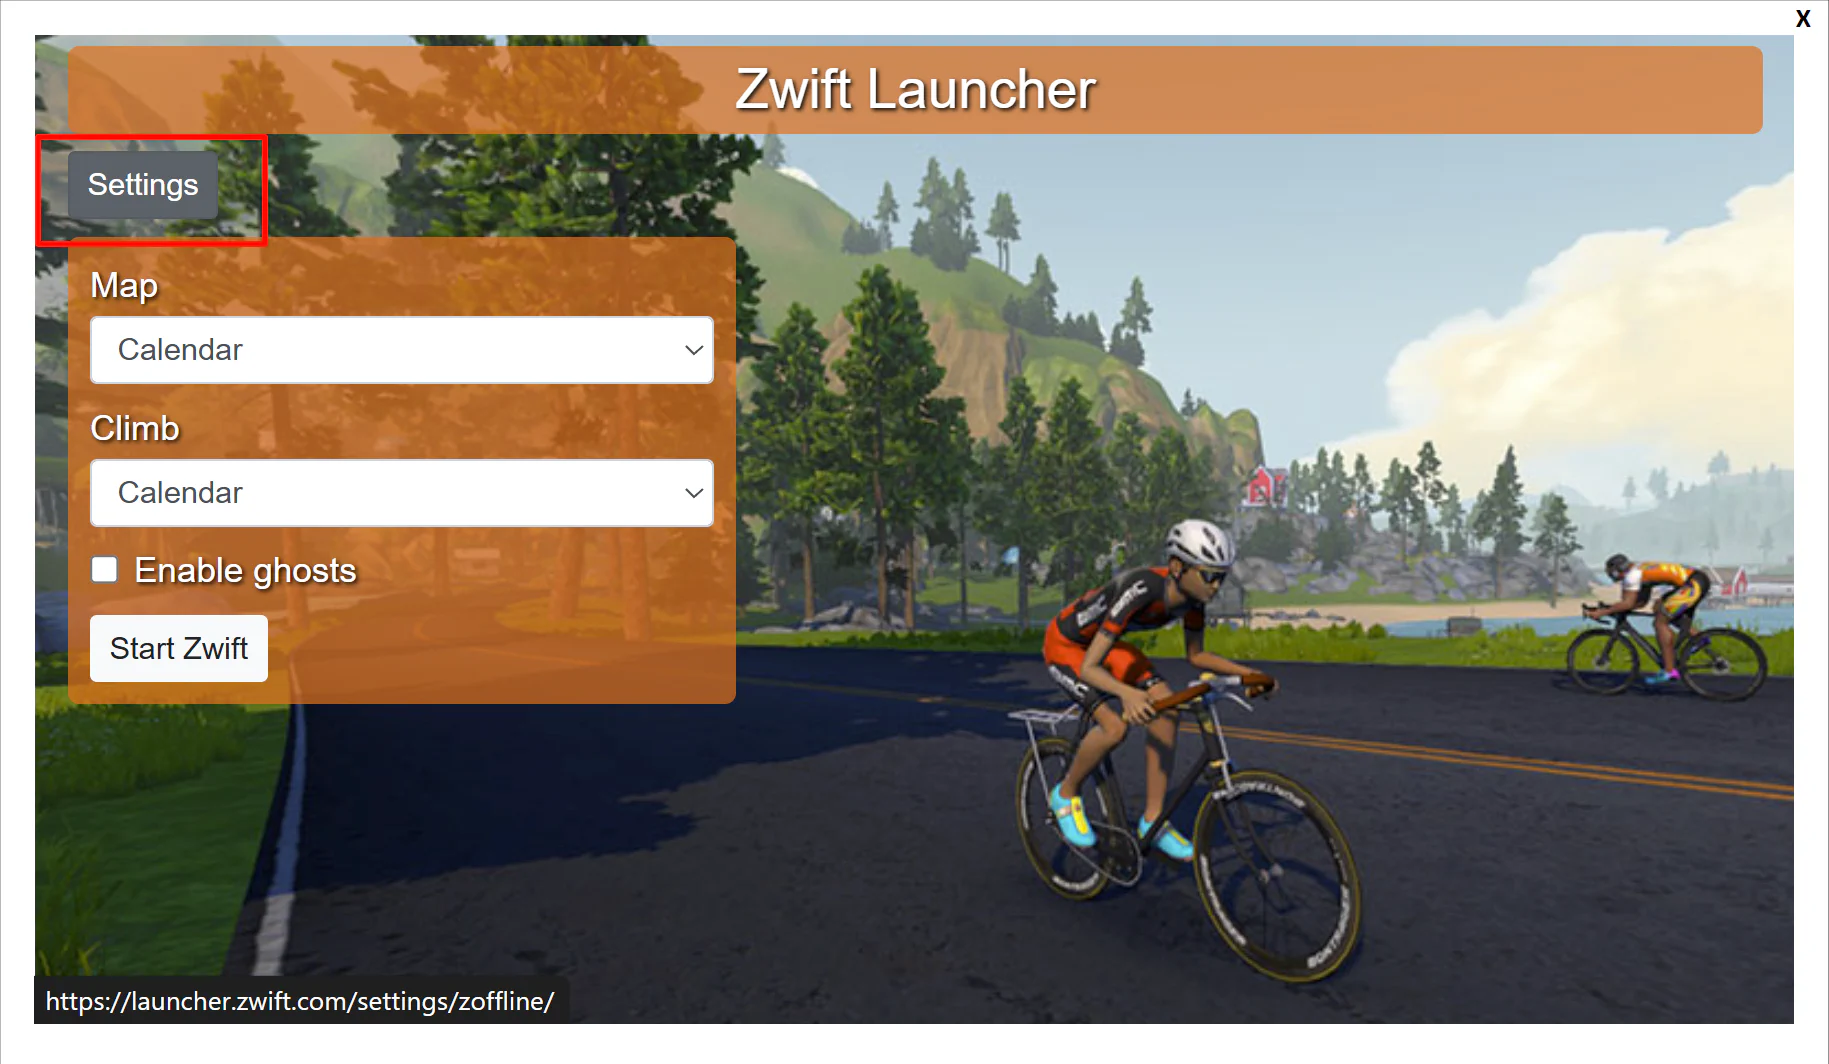 X
Zwift Launcher
Settings
Map
Calendar
Climb
Calendar
Enable ghosts
Start Zwift
https://launcher.zwift.com/settings/zoffline/